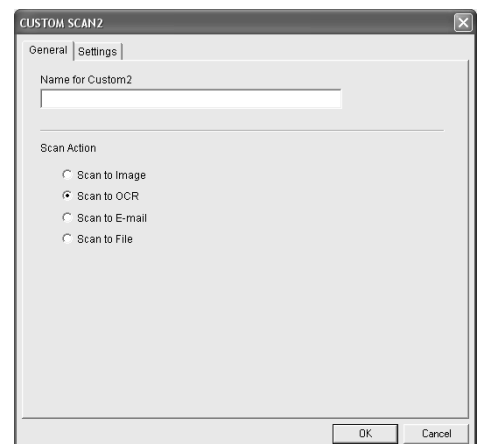 CUSTOM SCAN2
General Settings
Name for Custom2
Scan Action
Scan to Image
Scan to OCR
Scan to E-mail
Scan to File
OK Cancel